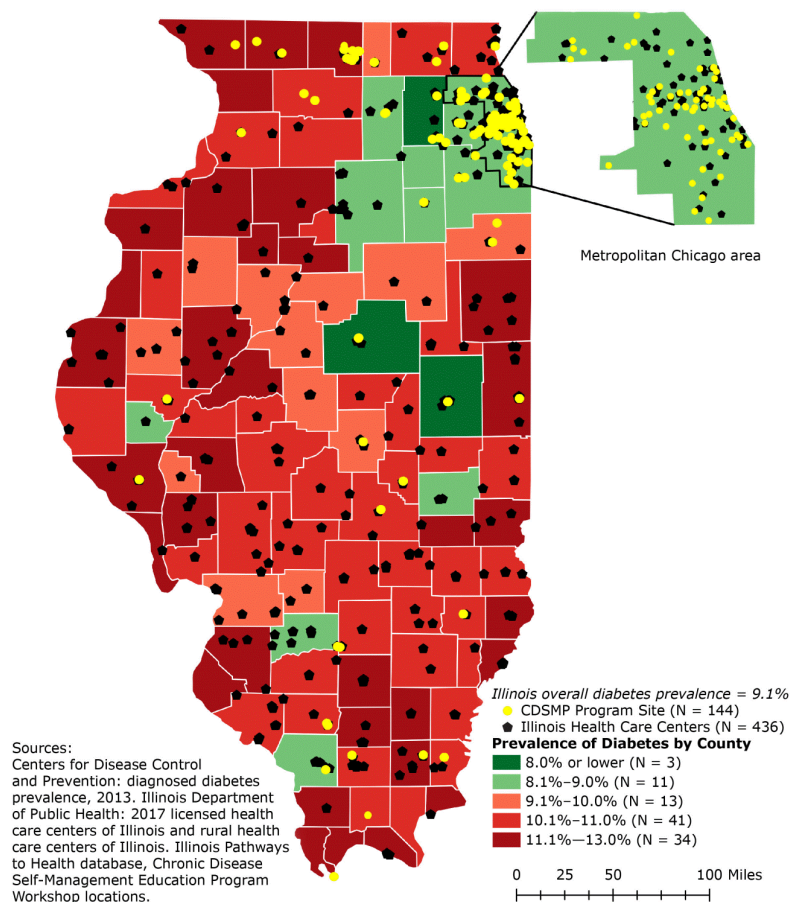 Metropolitan Chicago area
Illinois overall diabetes prevalence = 9.1%
CDSMP Program Site (N = 144)
Illinois Health Care Centers (N = 436)
Prevalence of Diabetes by County
8.0% or lower (N = 3)
8.1%–9.0% (N = 11)
9.1%–10.0% (N = 13)
10.1%–11.0% (N = 41)
11.1%—13.0% (N = 34)
0 25 50 100 Miles
Sources:
Centers for Disease Control
and Prevention: diagnosed diabetes
prevalence, 2013. Illinois Department
of Public Health: 2017 licensed health
care centers of Illinois and rural health
care centers of Illinois. Illinois Pathways
to Health database, Chronic Disease
Self-Management Education Program
Workshop locations.